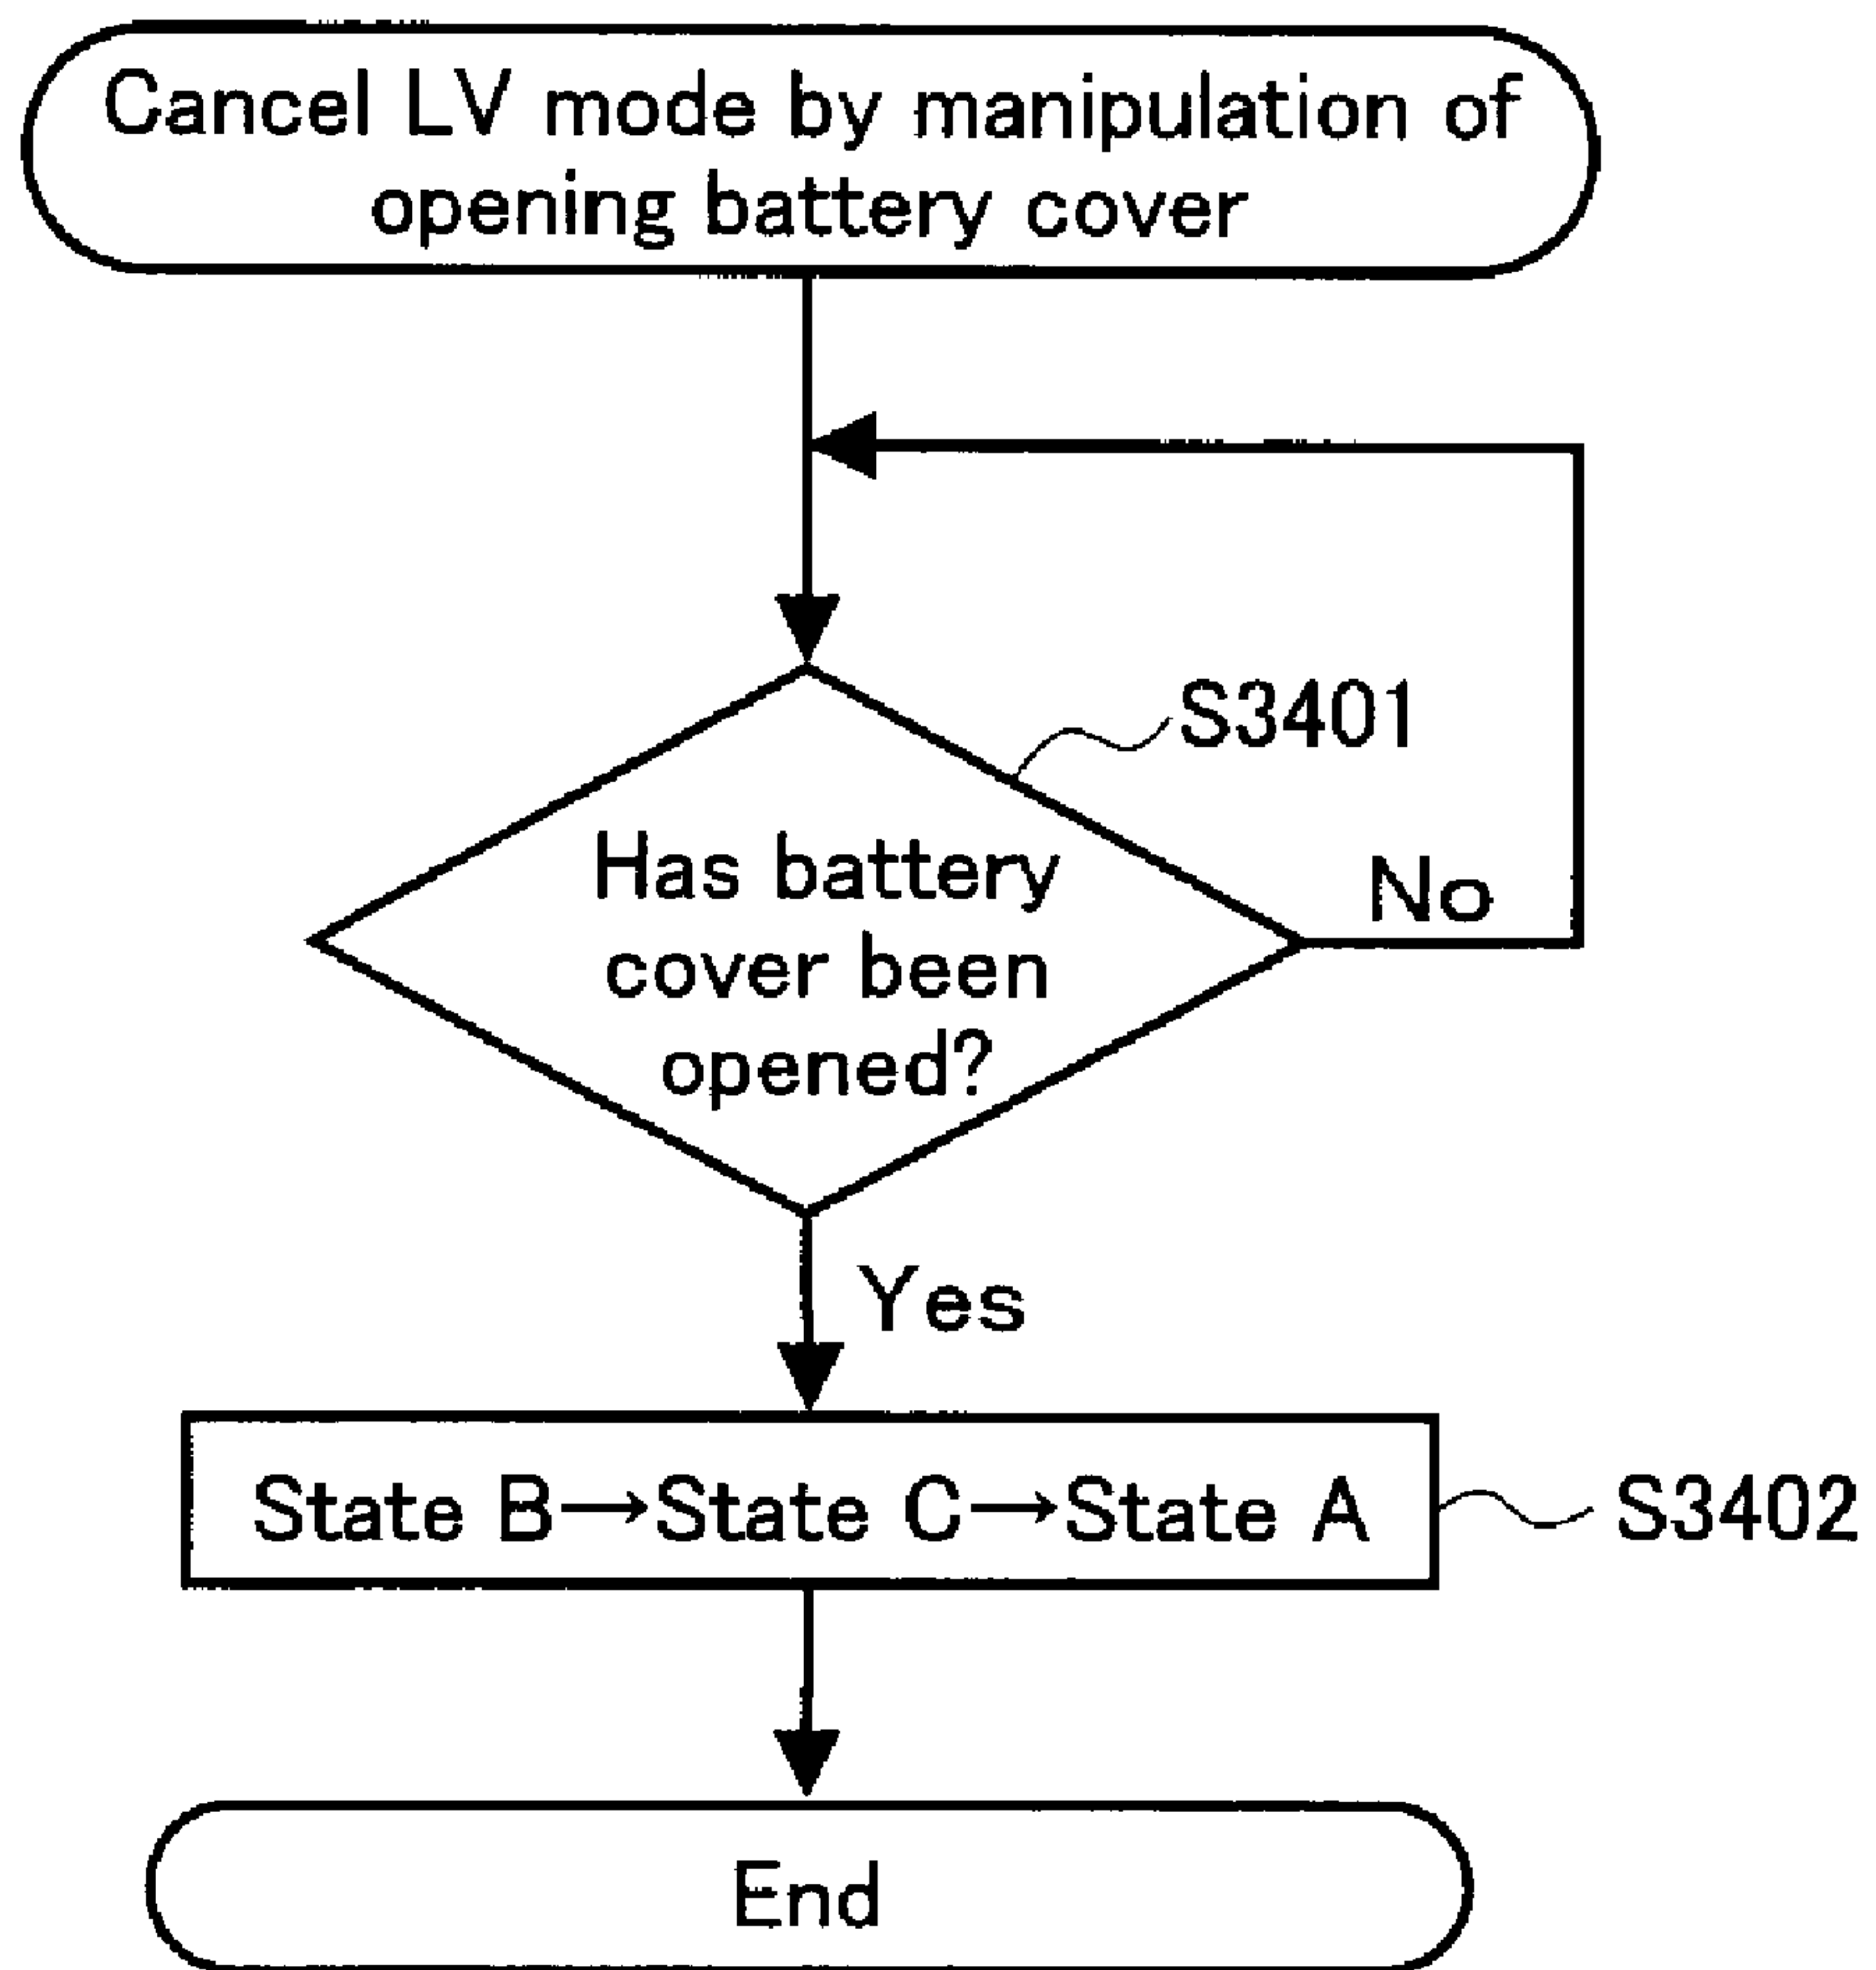 Cancel LV mode by manipulation of
opening battery cover
S3401
Has battery
cover been
opened?
No
Yes
State B→State C→State A
S3402
End